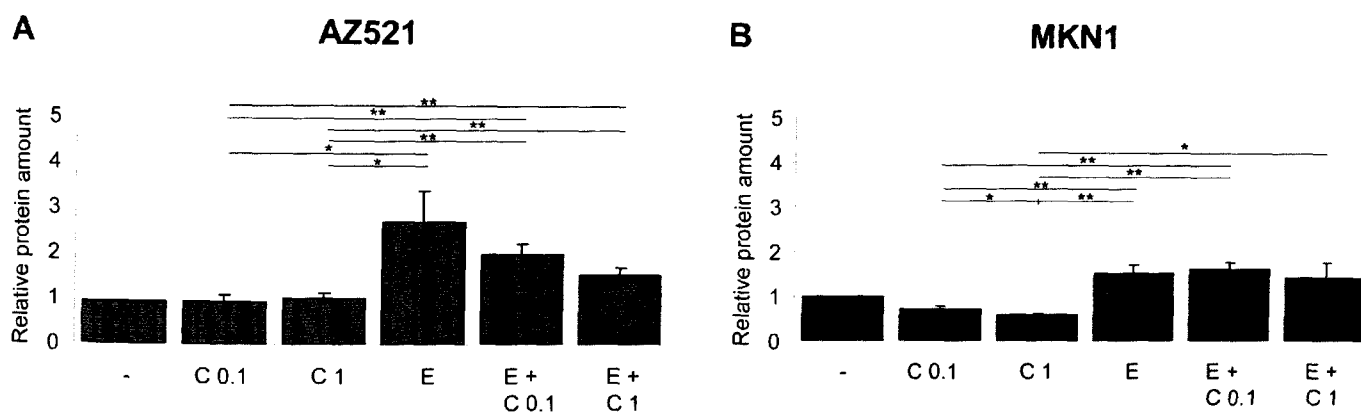 A
AZ521
Relative protein amount
5
4
3
2
1
0
**
**
**
**
*
*
-
C 0.1
C 1
E
E +
C 0.1
E +
C 1
B
MKN1
Relative protein amount
5
4
3
2
1
0
*
**
**
**
*
**
-
C 0.1
C 1
E
E +
C 0.1
E +
C 1